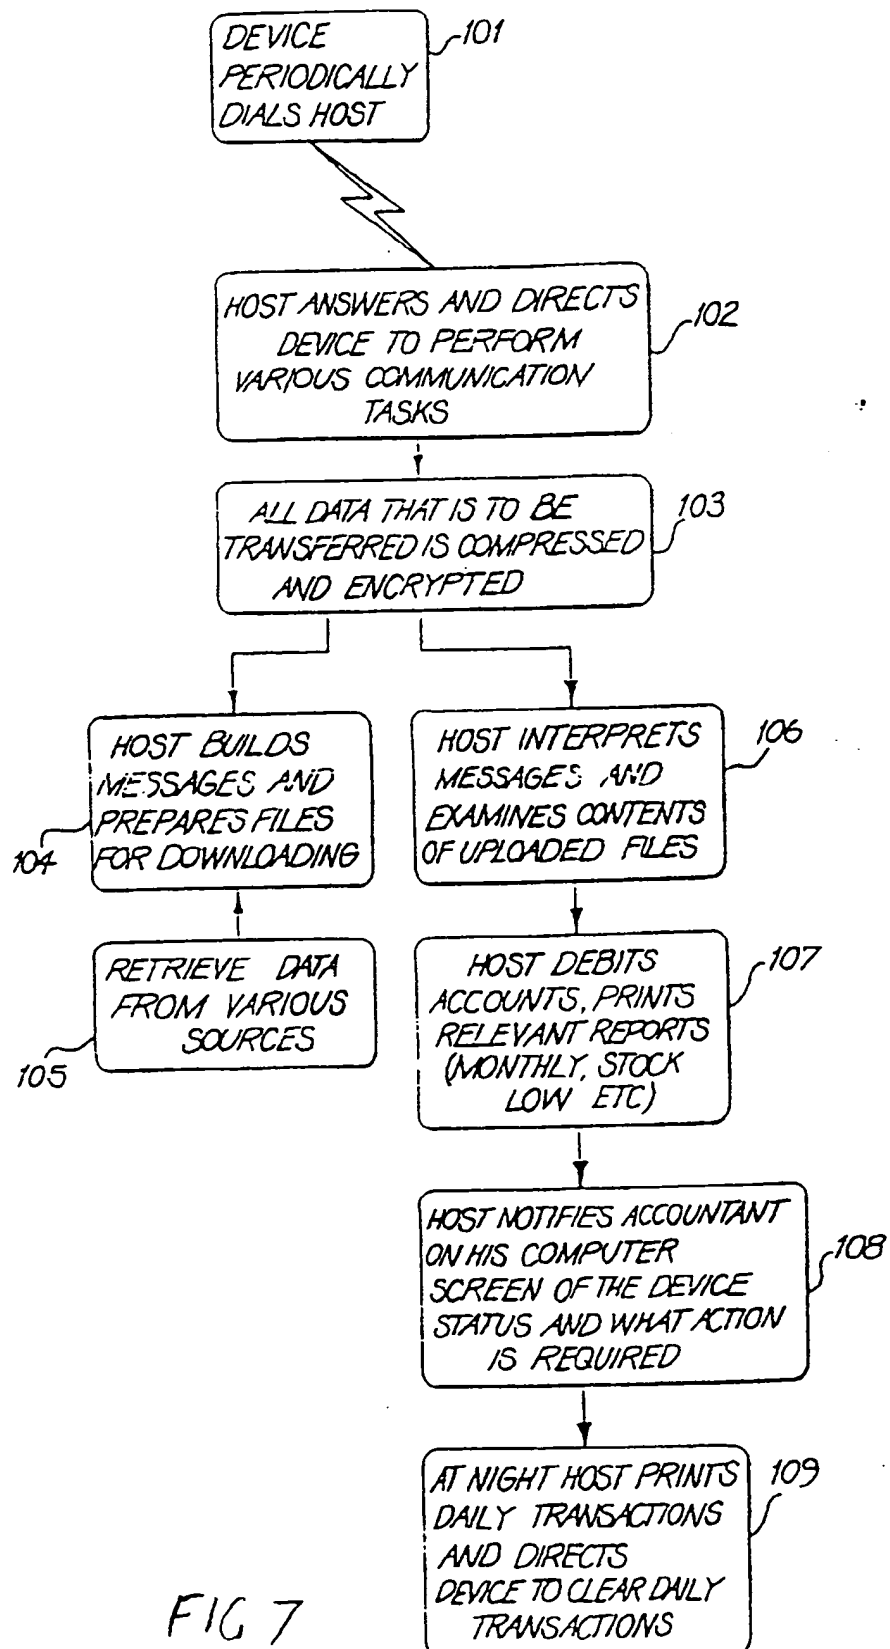 DEVICE
PERIODICALLY
DIALS HOST
101
HOST ANSWERS AND DIRECTS
DEVICE TO PERFORM
VARIOUS COMMUNICATION
TASKS
102
ALL DATA THAT IS TO BE
TRANSFERRED IS COMPRESSED
AND ENCRYPTED
103
HOST BUILDS
MESSAGES AND
PREPARES FILES
FOR DOWNLOADING
104
RETRIEVE DATA
FROM VARIOUS
SOURCES
105
HOST INTERPRETS
MESSAGES AND
EXAMINES CONTENTS
OF UPLOADED FILES
106
HOST DEBITS
ACCOUNTS, PRINTS
RELEVANT REPORTS
(MONTHLY, STOCK
LOW ETC)
107
HOST NOTIFIES ACCOUNTANT
ON HIS COMPUTER
SCREEN OF THE DEVICE
STATUS AND WHAT ACTION
IS REQUIRED
108
AT NIGHT HOST PRINTS
DAILY TRANSACTIONS
AND DIRECTS
DEVICE TO CLEAR DAILY
TRANSACTIONS
109
FIG 7